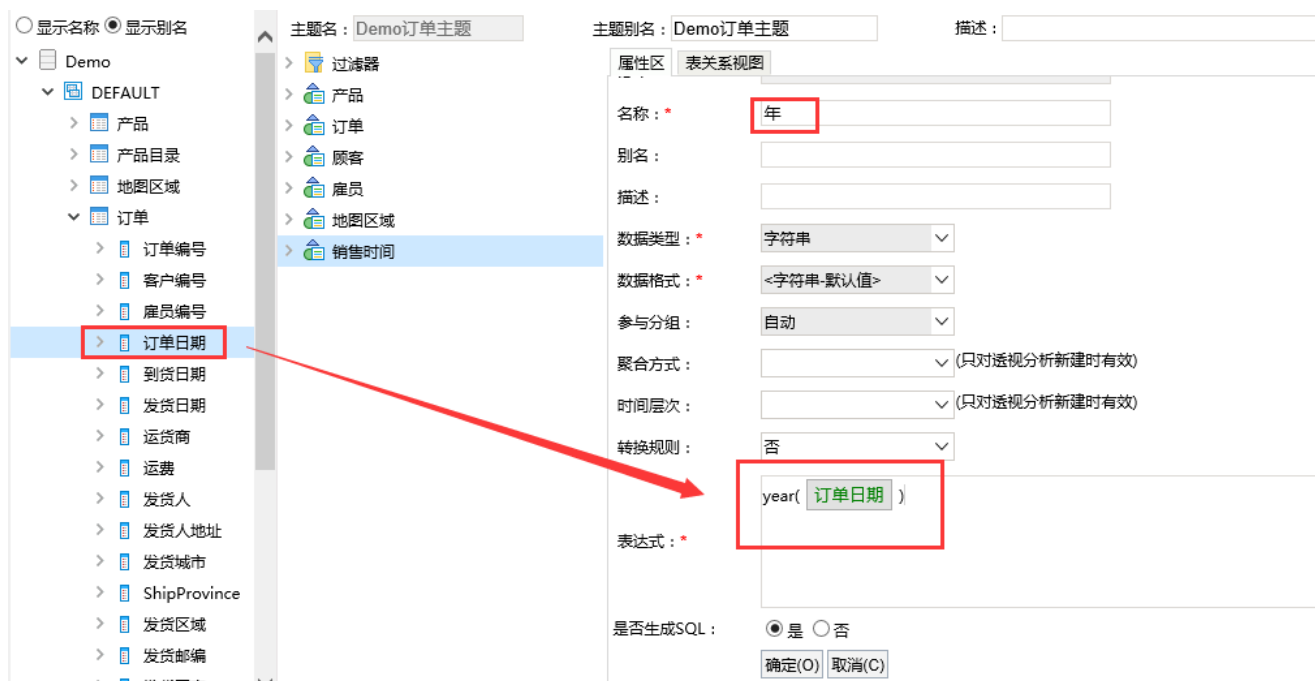 显示名称 显示别名
Demo
DEFAULT
产品
产品目录
地图区域
订单
订单编号
客户编号
雇员编号
订单日期
到货日期
发货日期
运货商
运费
发货人
发货人地址
发货城市
ShipProvince
发货区域
发货邮编
主题名： Demo订单主题
主题别名： Demo订单主题
描述：
过滤器
产品
订单
顾客
雇员
地图区域
销售时间
属性区 表关系视图
名称：* 年
别名：
描述：
数据类型：* 字符串
数据格式：* <字符串-默认值>
参与分组： 自动
聚合方式： (只对透视分析新建时有效)
时间层次： (只对透视分析新建时有效)
转换规则： 否
year( 订单日期 )
表达式：*
是否生成SQL： 是 否
确定(O) 取消(C)